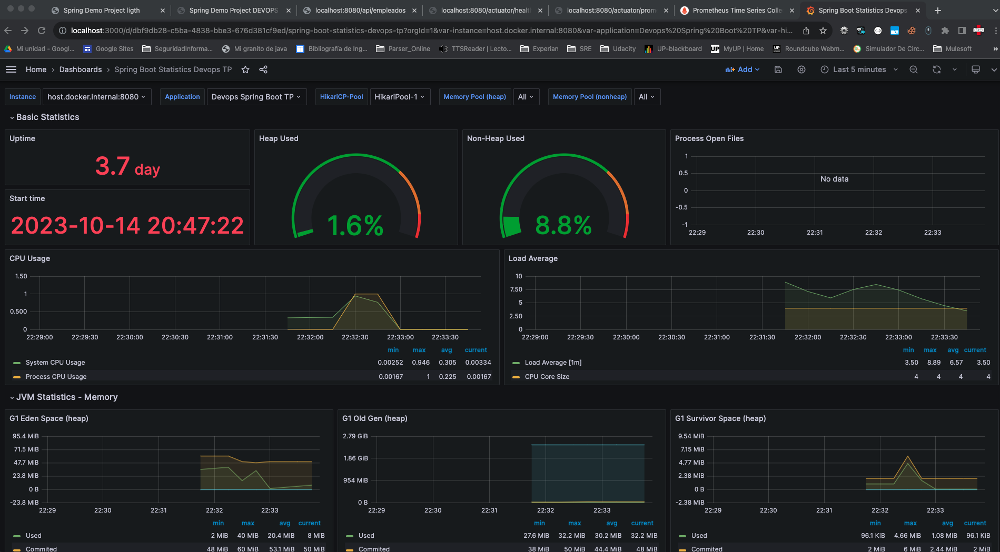 Spring Demo Project ligth
Spring Demo Project DEVOPS
localhost:8080/api/empleados
localhost:8080/actuator/healt
localhost:8080/actuator/prom
Prometheus Time Series Colle
Spring Boot Statistics Devops
localhost:3000/d/dbf9db28-c5ba-4838-bbe3-676d381cf9ed/spring-boot-statistics-devops-tp?orgId=1&var-instance=host.docker.internal:8080&var-application=Devops%20Spring%20Boot%20TP&var-hi...
Mi unidad - Googl...
Google Sites
SeguridadInforma...
Mi granito de java
Bibliografía de Ing...
Parser_Online
TTSReader | Lecto...
Experian
SRE
Udacity
UP-blackboard
UP MyUP | Home
Roundcube Webm...
Simulador De Circ...
Mulesoft
»
Home › Dashboards › Spring Boot Statistics Devops TP
Add
Last 5 minutes
Instance host.docker.internal:8080
Application Devops Spring Boot TP
HikariCP-Pool HikariPool-1
Memory Pool (heap) All
Memory Pool (nonheap) All
Basic Statistics
Uptime
3.7 day
Start time
2023-10-14 20:47:22
Heap Used
1.6%
Non-Heap Used
8.8%
Process Open Files
1
0.5
0
-0.5
-1
No data
22:29 22:30 22:31 22:32 22:33
CPU Usage
1.50
1
0.500
0
22:29:00 22:29:30 22:30:00 22:30:30 22:31:00 22:31:30 22:32:00 22:32:30 22:33:00 22:33:30
min max avg current
System CPU Usage 0.00252 0.946 0.305 0.00334
Process CPU Usage 0.00167 1 0.225 0.00167
Load Average
10
7.50
5
2.50
0
22:29:00 22:29:30 22:30:00 22:30:30 22:31:00 22:31:30 22:32:00 22:32:30 22:33:00 22:33:30
min max avg current
Load Average [1m] 3.50 8.89 6.57 3.50
CPU Core Size 4 4 4 4
JVM Statistics - Memory
G1 Eden Space (heap)
95.4 MiB
71.5 MiB
47.7 MiB
23.8 MiB
0 B
-23.8 MiB
22:29 22:30 22:31 22:32 22:33
min max avg current
Used 2 MiB 40 MiB 20.4 MiB 8 MiB
Commited 48 MiB 60 MiB 53.1 MiB 50 MiB
G1 Old Gen (heap)
2.79 GiB
1.86 GiB
954 MiB
0 B
22:29 22:30 22:31 22:32 22:33
min max avg current
Used 27.6 MiB 32.2 MiB 30.2 MiB 32.2 MiB
Commited 38 MiB 50 MiB 44.4 MiB 48 MiB
G1 Survivor Space (heap)
9.54 MiB
7.15 MiB
4.77 MiB
2.38 MiB
0 B
-2.38 MiB
22:29 22:30 22:31 22:32 22:33
min max avg current
Used 96.1 KiB 4.66 MiB 1.08 MiB 96.1 KiB
Commited 2 MiB 6 MiB 2.44 MiB 2 MiB